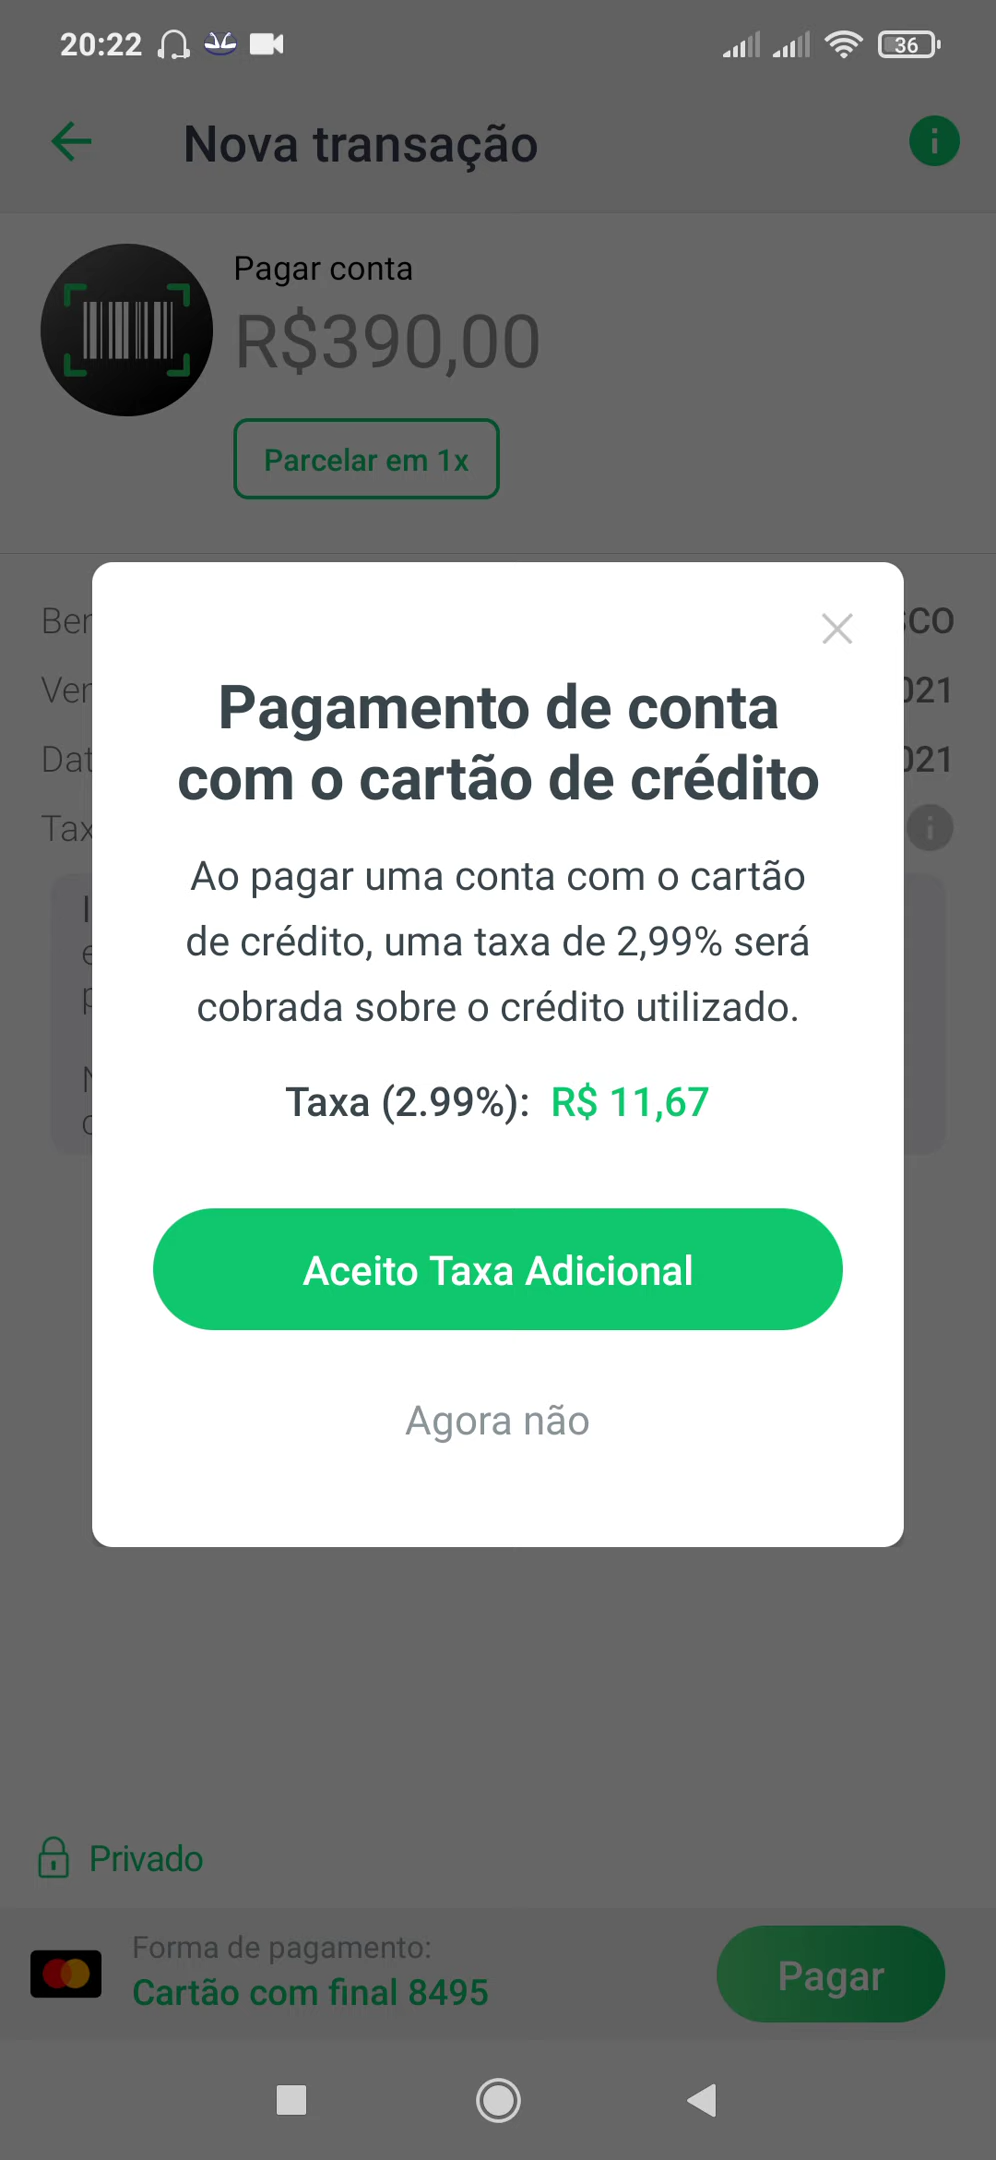 20:22
36
Nova transação
Pagar conta
R$390,00
Parcelar em 1x
Pagamento de conta
com o cartão de crédito
Ao pagar uma conta com o cartão
de crédito, uma taxa de 2,99% será
cobrada sobre o crédito utilizado.
Taxa (2.99%): R$ 11,67
Aceito Taxa Adicional
Agora não
Privado
Forma de pagamento:
Cartão com final 8495
Pagar